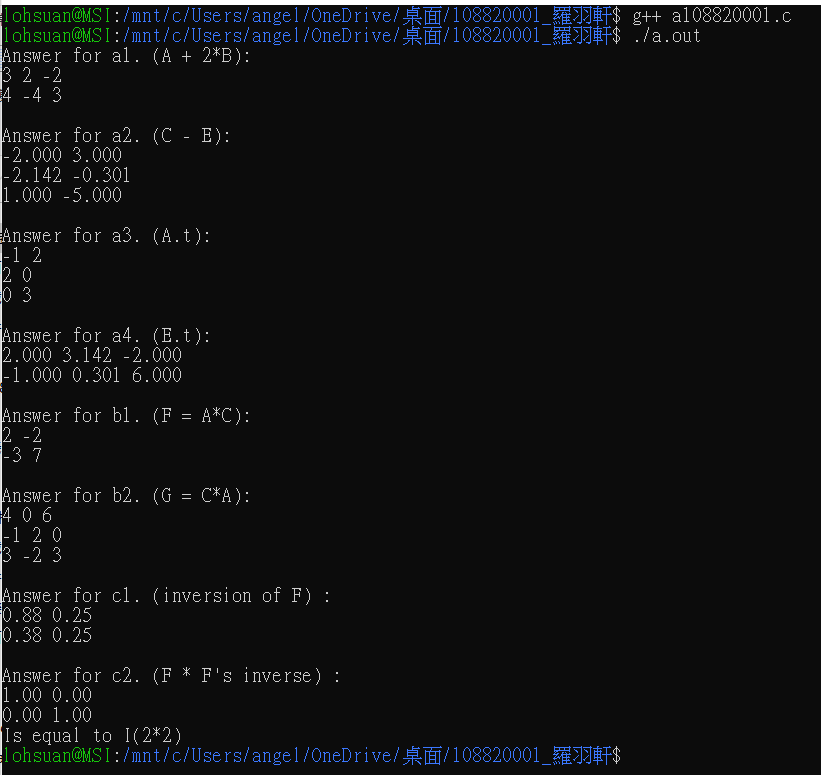 lohsuan@MSI:/mnt/c/Users/angel/OneDrive/桌面/108820001_羅羽軒$ g++ a108820001.c
lohsuan@MSI:/mnt/c/Users/angel/OneDrive/桌面/108820001_羅羽軒$ ./a.out
Answer for a1. (A + 2*B):
3 2 -2
4 -4 3
Answer for a2. (C - E):
-2.000 3.000
-2.142 -0.301
1.000 -5.000
Answer for a3. (A.t):
-1 2
2 0
0 3
Answer for a4. (E.t):
2.000 3.142 -2.000
-1.000 0.301 6.000
Answer for b1. (F = A*C):
2 -2
-3 7
Answer for b2. (G = C*A):
4 0 6
-1 2 0
3 -2 3
Answer for c1. (inversion of F) :
0.88 0.25
0.38 0.25
Answer for c2. (F * F's inverse) :
1.00 0.00
0.00 1.00
Is equal to I(2*2)
lohsuan@MSI:/mnt/c/Users/angel/OneDrive/桌面/108820001_羅羽軒$